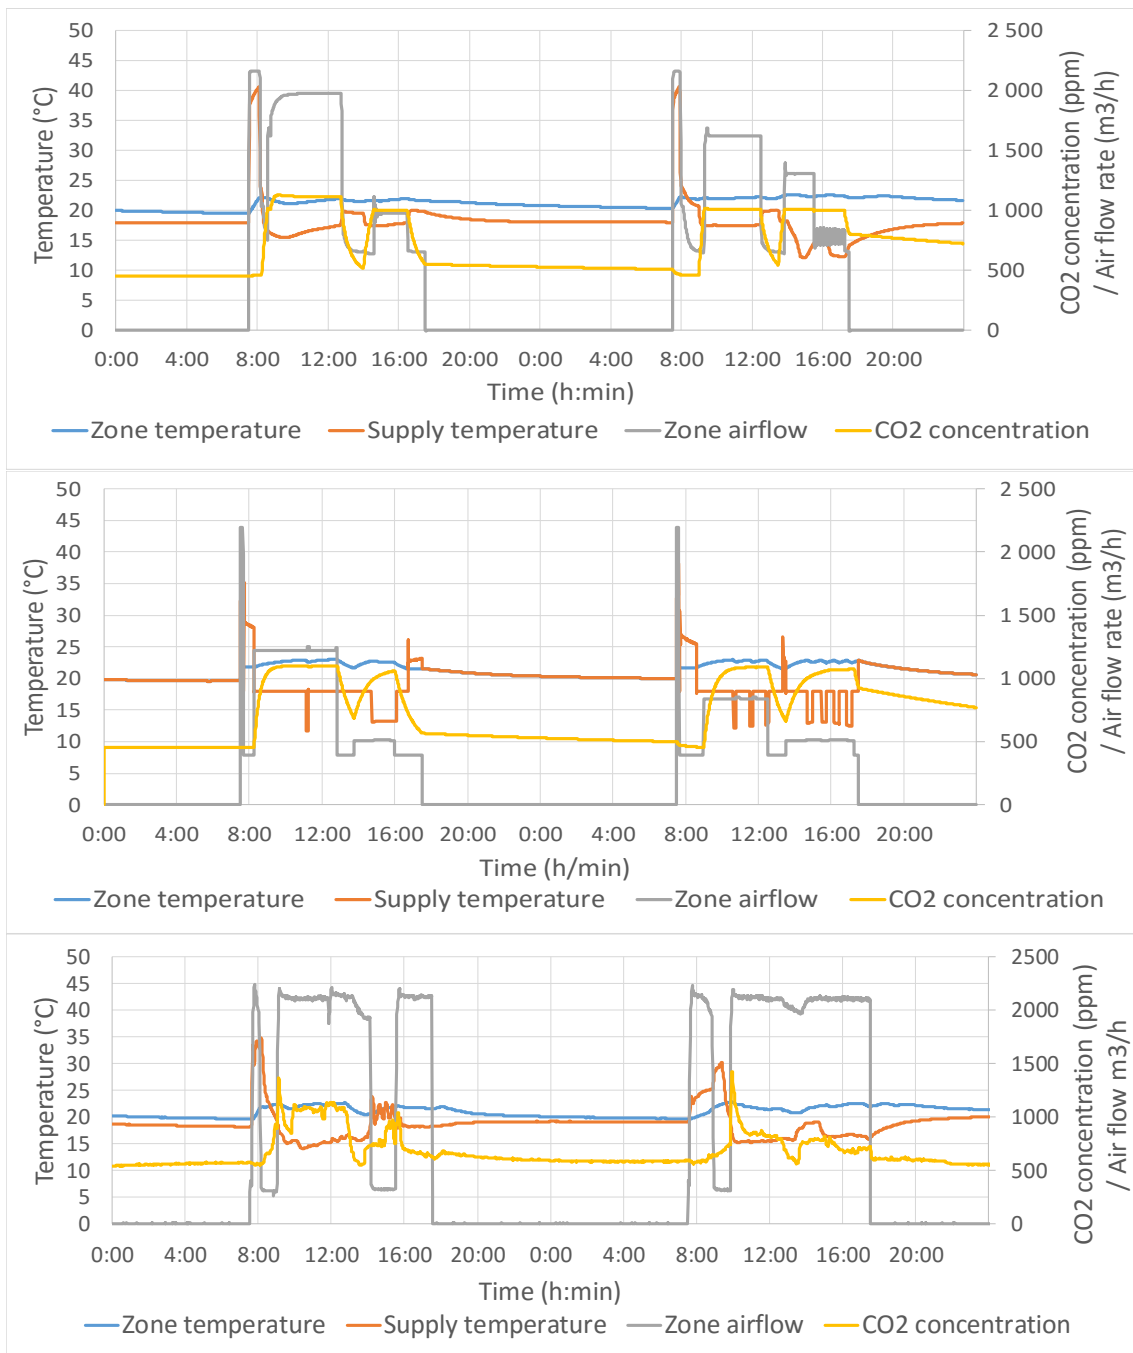 50
45
40
35
30
25
20
15
10
5
0
Temperature (°C)
2 500
2 000
1 500
1 000
500
0
CO2 concentration (ppm)
/ Air flow rate (m3/h)
0:00 4:00 8:00 12:00 16:00 20:00 0:00 4:00 8:00 12:00 16:00 20:00
Time (h:min)
Zone temperature Supply temperature Zone airflow CO2 concentration
50
45
40
35
30
25
20
15
10
5
0
Temperature (°C)
2 500
2 000
1 500
1 000
500
0
CO2 concentration (ppm)
/ Air flow rate (m3/h)
0:00 4:00 8:00 12:00 16:00 20:00 0:00 4:00 8:00 12:00 16:00 20:00
Time (h/min)
Zone temperature Supply temperature Zone airflow CO2 concentration
50
45
40
35
30
25
20
15
10
5
0
Temperature (°C)
2500
2000
1500
1000
500
0
CO2 concentration (ppm)
/ Air flow m3/h
0:00 4:00 8:00 12:00 16:00 20:00 0:00 4:00 8:00 12:00 16:00 20:00
Time (h:min)
Zone temperature Supply temperature Zone airflow CO2 concentration